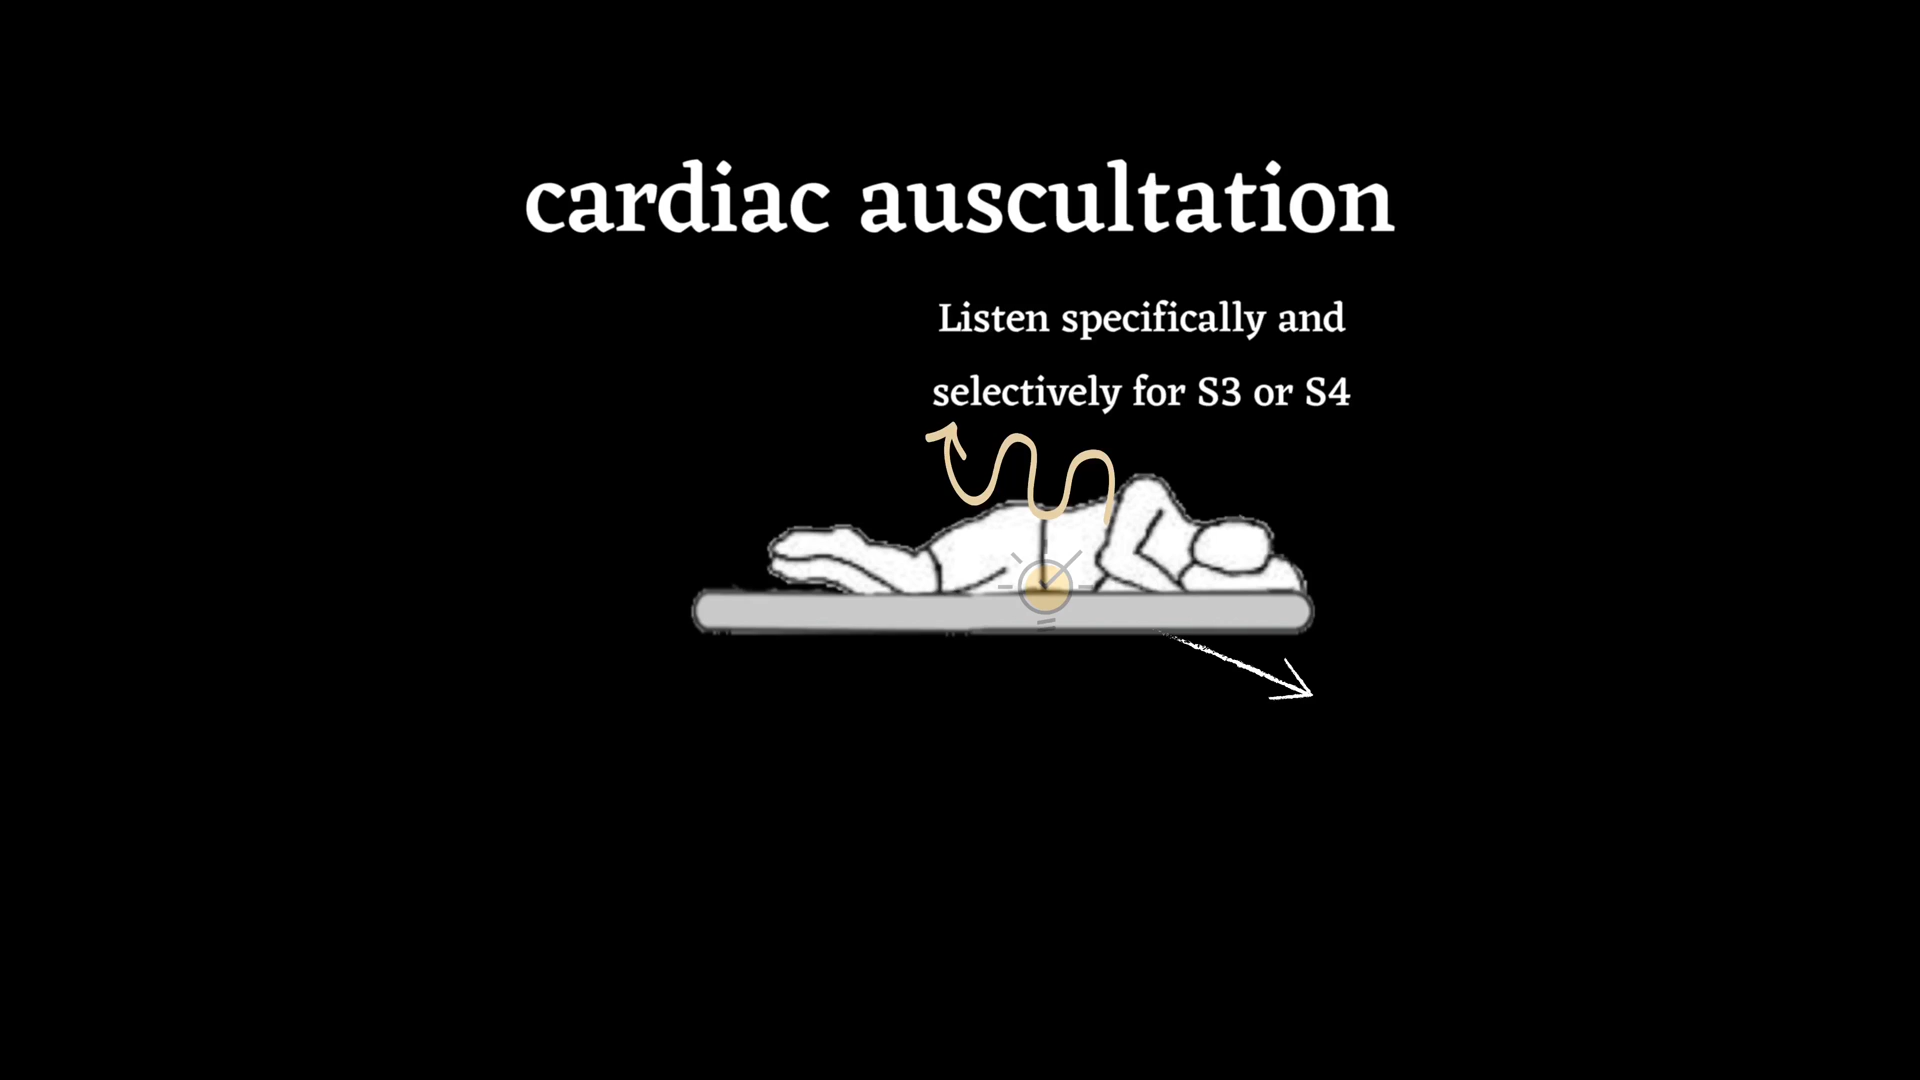 cardiac auscultation
Listen specifically and
selectively for S3 or S4